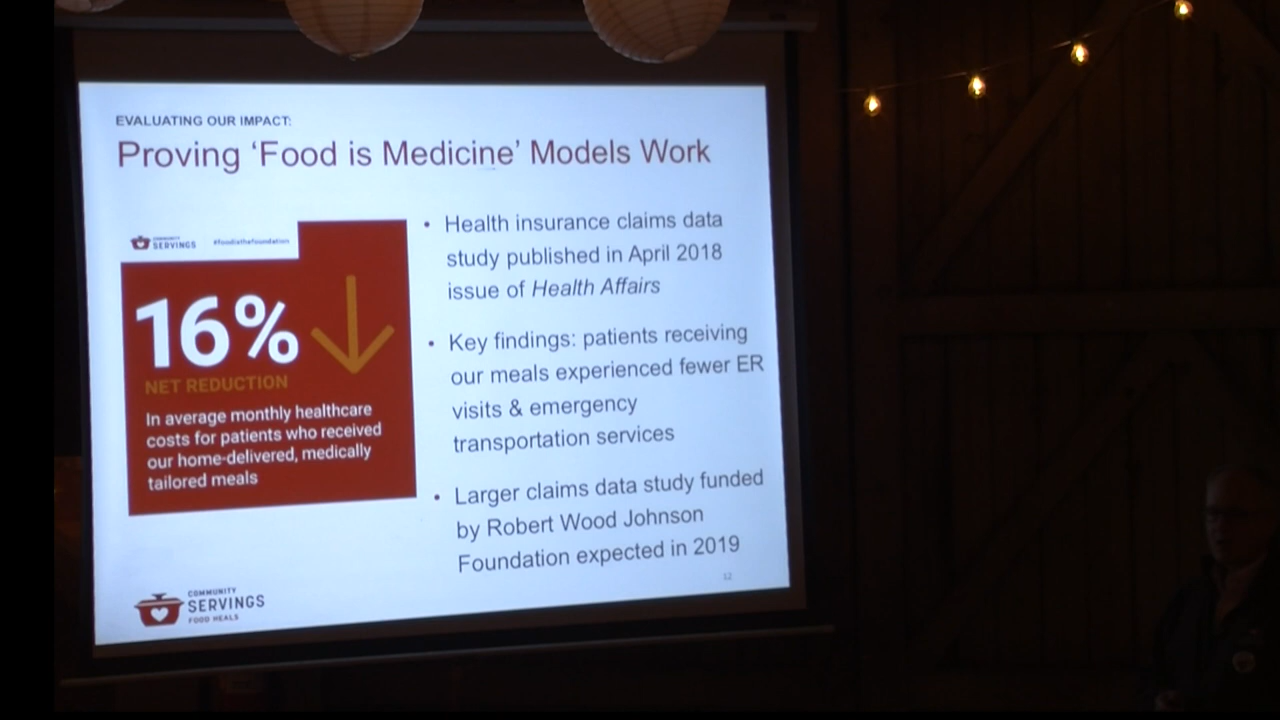 EVALUATING OUR IMPACT:
Proving ‘Food is Medicine’ Models Work
COMMUNITY
SERVINGS
#foodisthefoundation
16%
NET REDUCTION
In average monthly healthcare
costs for patients who received
our home-delivered, medically
tailored meals
• Health insurance claims data
study published in April 2018
issue of Health Affairs
• Key findings: patients receiving
our meals experienced fewer ER
visits & emergency
transportation services
• Larger claims data study funded
by Robert Wood Johnson
Foundation expected in 2019
12
COMMUNITY
SERVINGS
FOOD HEALS